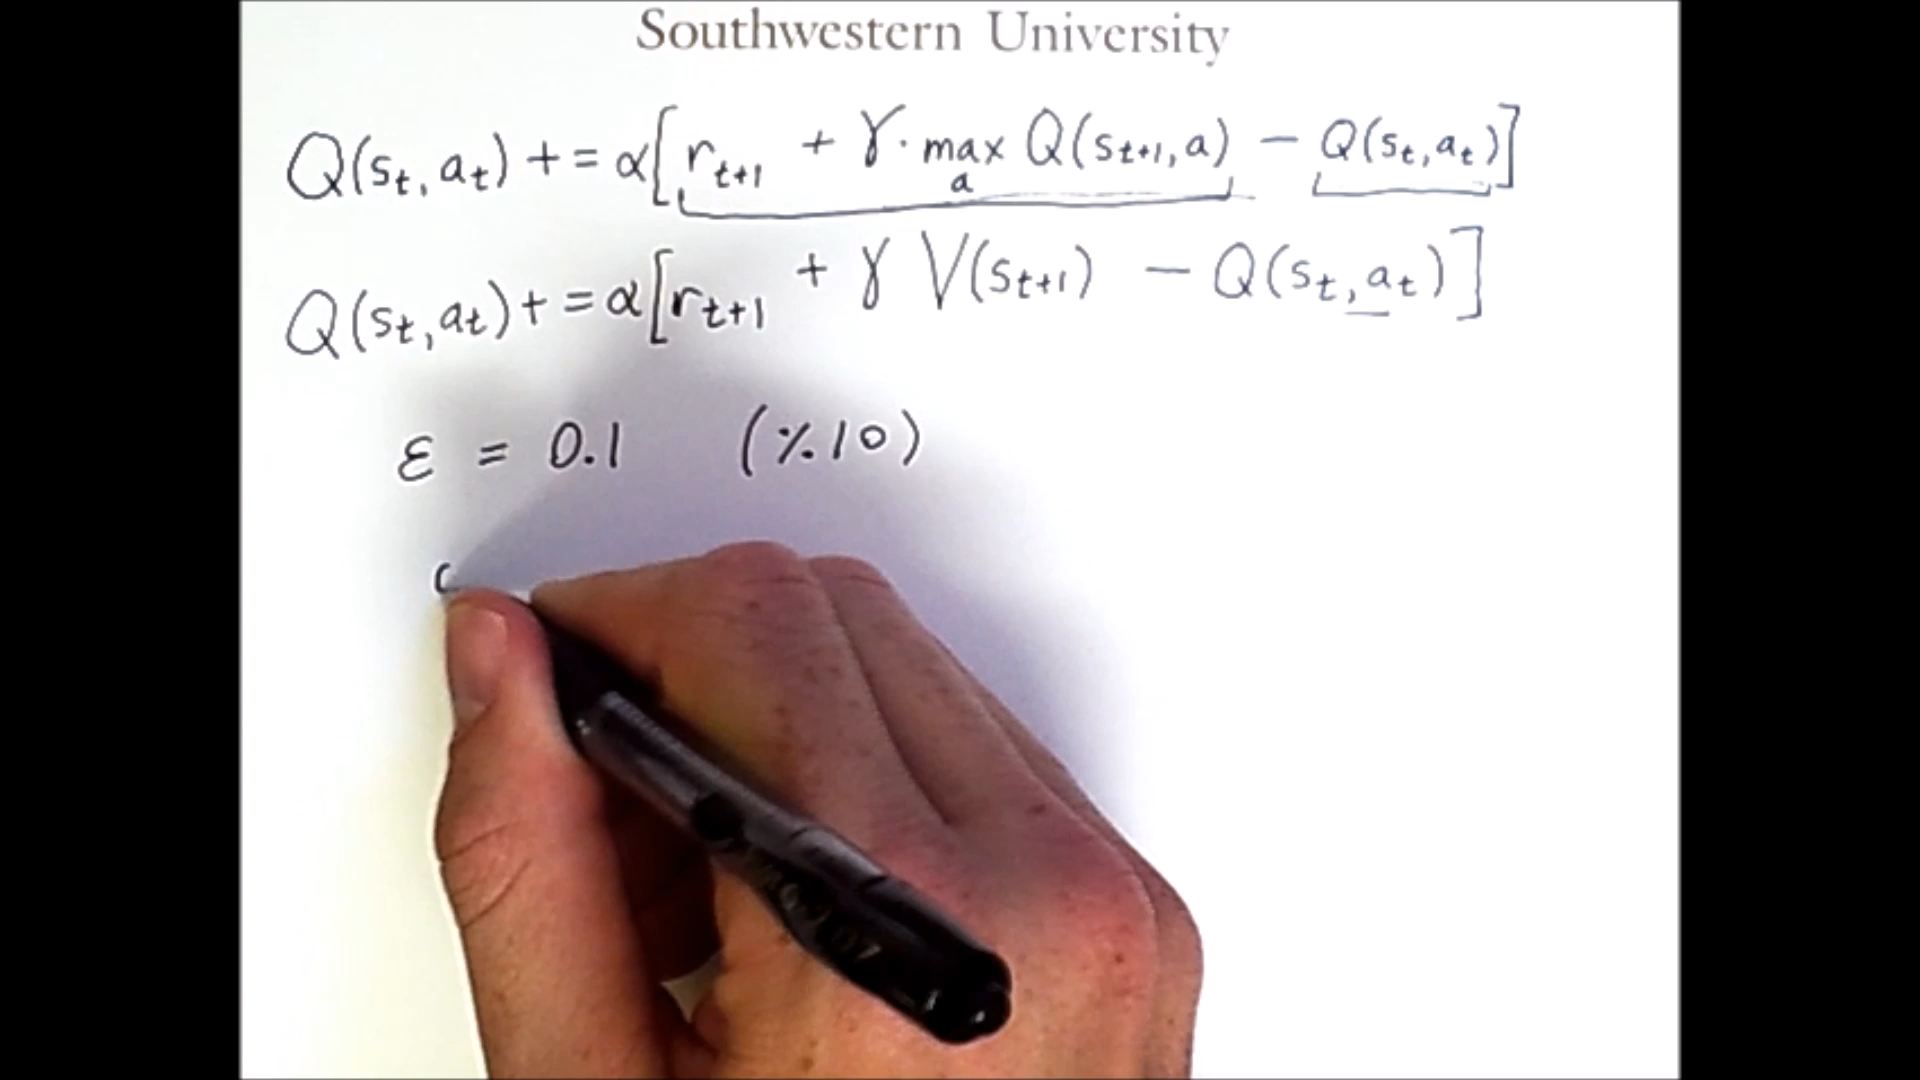 Southwestern University
Q(sₜ, aₜ) += α[rₜ₊₁ + γ · max Q(sₜ₊₁, a) − Q(sₜ, aₜ)]
a
Q(sₜ, aₜ) += α[rₜ₊₁ + γ V(sₜ₊₁) − Q(sₜ, aₜ)]
ε = 0.1 (%10)